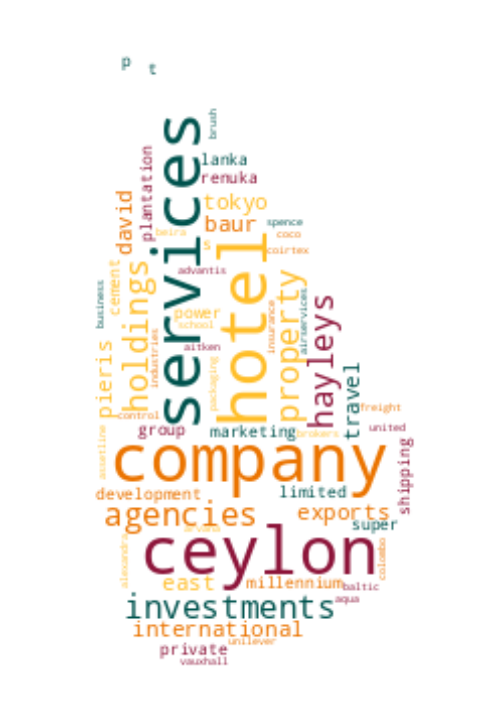 p
t
brush
services
plantation
lanka
renuka
david
tokyo
baur
beira
s
spence
coco
coirtex
hotel
advantis
holdings
cement
business
property
airservices
insurance
hayleys
power
school
industries
aitken
packaging
pieris
travel
freight
control
group
marketing
brokers
united
assetline
company
shipping
development
limited
agencies
exports
super
ceylon
colombo
alexandra
east
millennium
baltic
aqua
investments
international
unilever
private
vauxhall